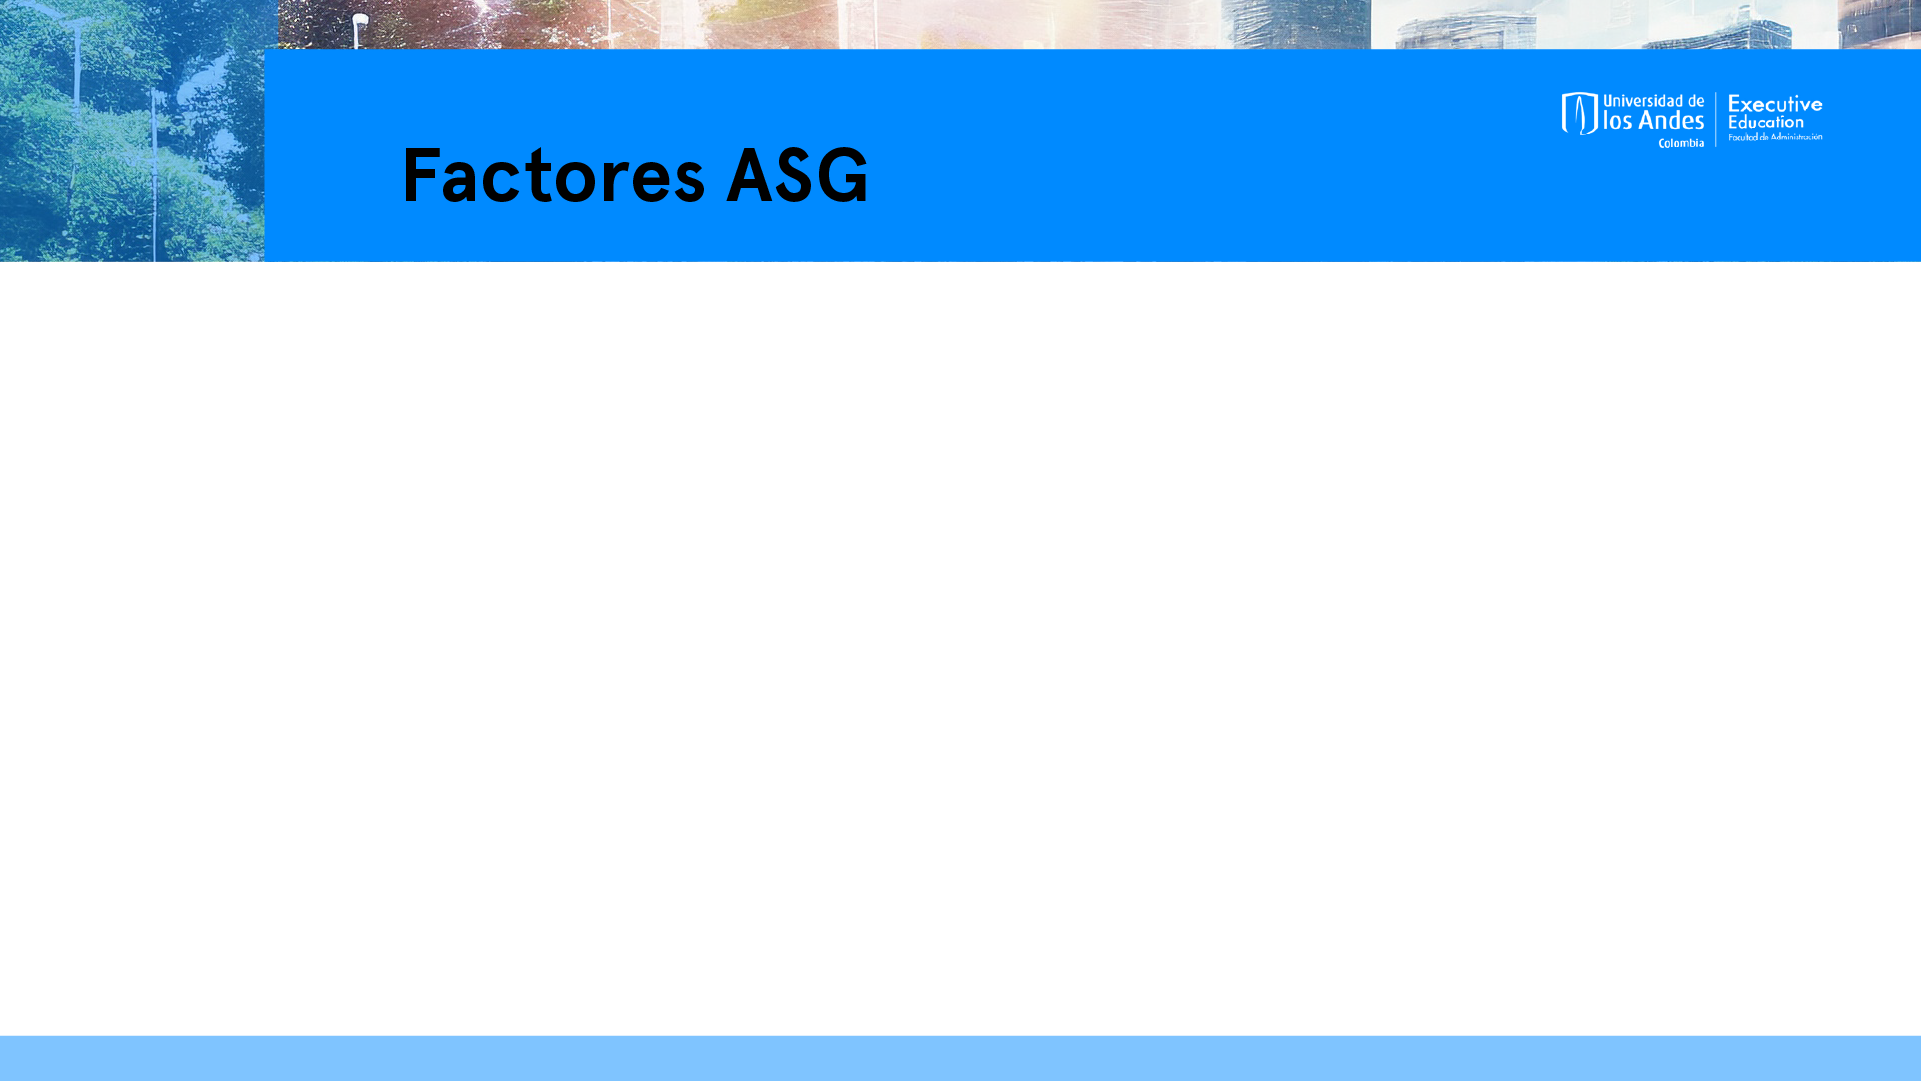 Factores ASG
Universidad de
los Andes
Colombia
Executive
Education
Facultad de Administración